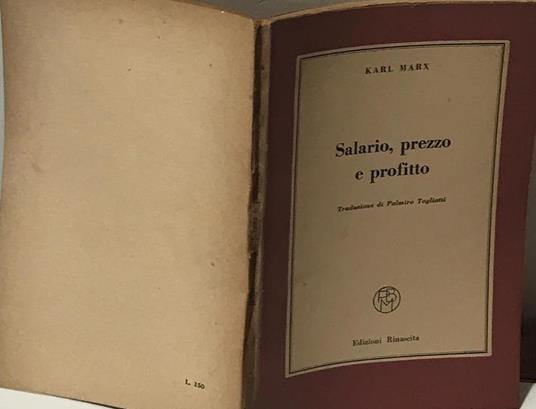 KARL MARX
Salario, prezzo
e profitto
Traduzione di Palmiro Togliatti
Edizioni Rinascita
L. 150